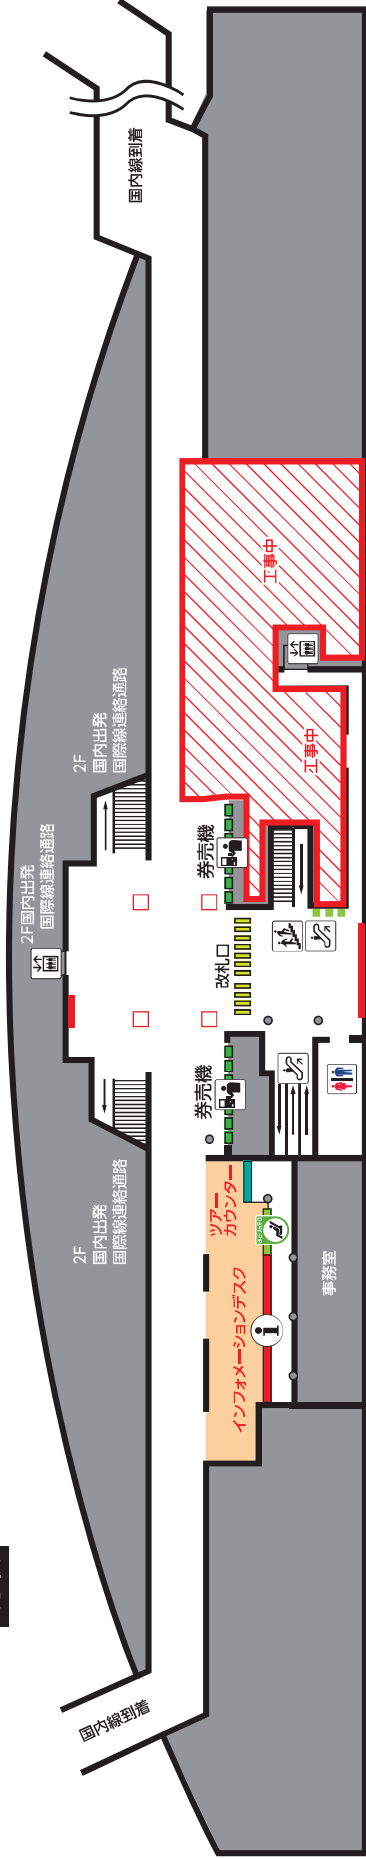 国内線到着
工事中
工事中
2F
国内出発
国際線連絡通路
2F国内出発
国際線連絡通路
券売機
改札口
券売機
2F
国内出発
国際線連絡通路
ツアー
カウンター
インフォメーションデスク
i
事務室
国内線到着